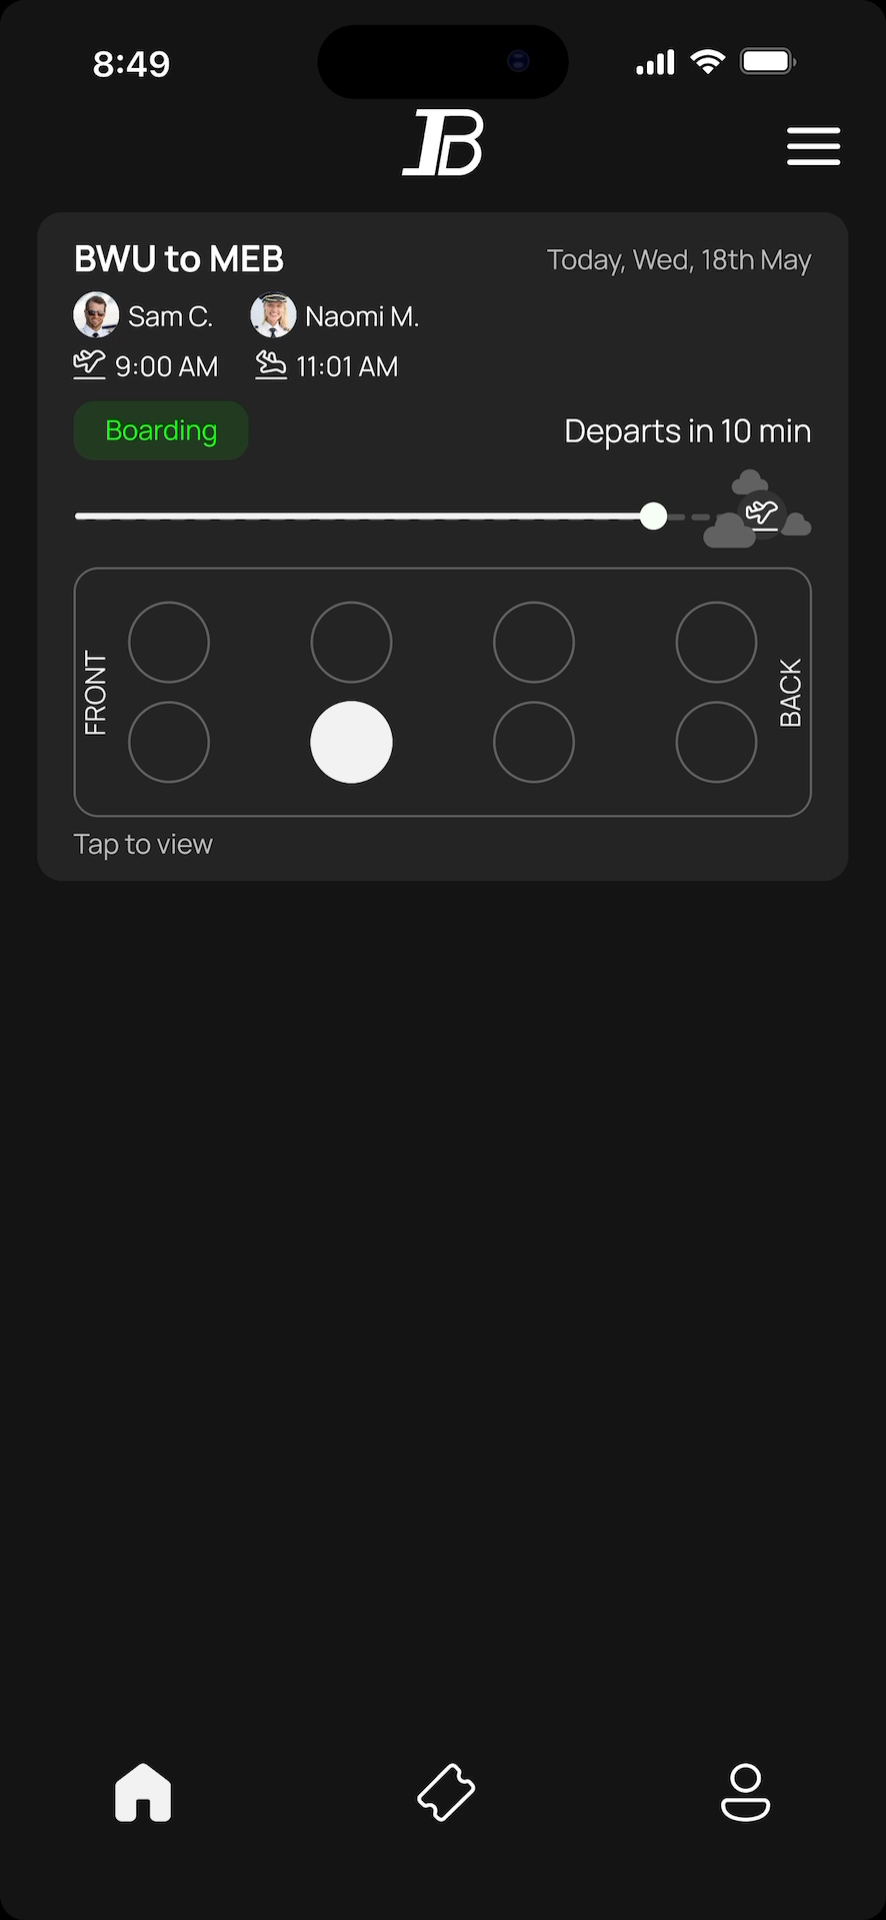 8:49
B
BWU to MEB
Today, Wed, 18th May
Sam C.
Naomi M.
9:00 AM
11:01 AM
Boarding
Departs in 10 min
FRONT
BACK
Tap to view